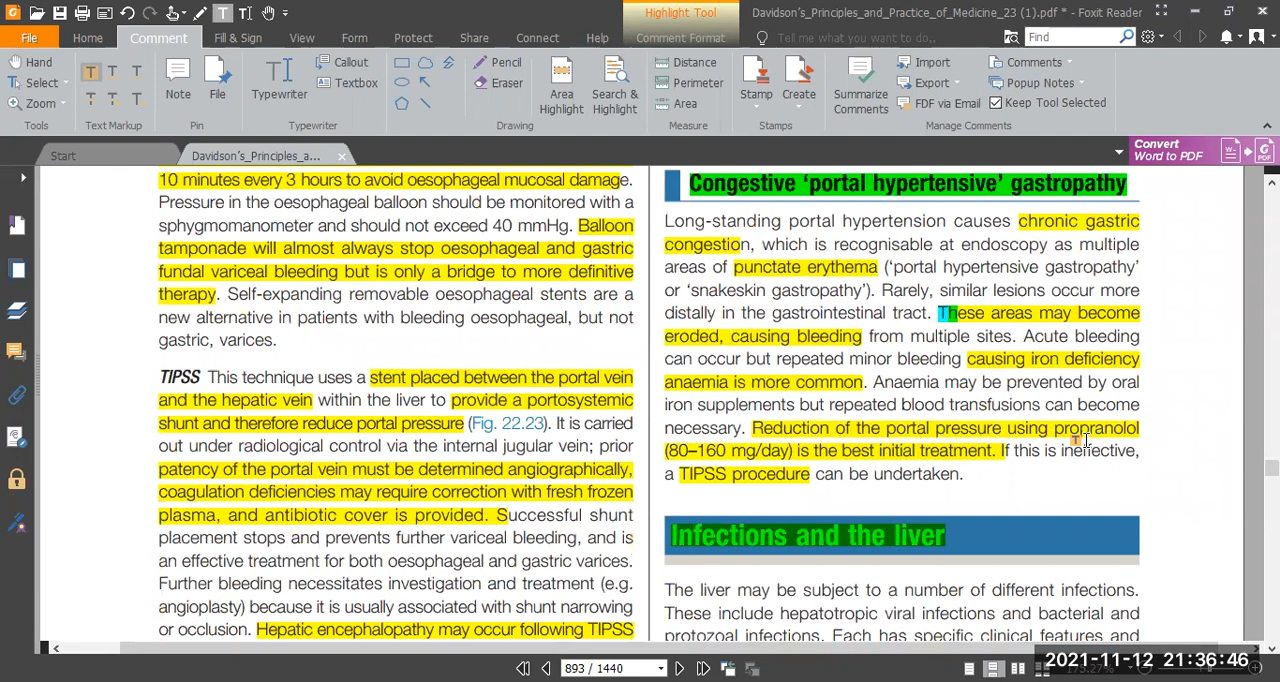 Highlight Tool
Davidson's_Principles_and_Practice_of_Medicine_23 (1).pdf * - Foxit Reader
File
Home
Comment
Fill & Sign
View
Form
Protect
Share
Connect
Help
Comment Format
Tell me what you want to do..
Find
Hand
Select
Zoom
Tools
Text Markup
Note
File
Pin
Typewriter
Callout
Textbox
Typewriter
Pencil
Eraser
Drawing
Area Highlight
Search & Highlight
Distance
Perimeter
Area
Measure
Stamp
Create
Stamps
Summarize Comments
Import
Export
FDF via Email
Comments
Popup Notes
Keep Tool Selected
Manage Comments
Start
Davidson's_Principles_a...
Convert
Word to PDF
10 minutes every 3 hours to avoid oesophageal mucosal damage.
Pressure in the oesophageal balloon should be monitored with a
sphygmomanometer and should not exceed 40 mmHg. Balloon
tamponade will almost always stop oesophageal and gastric
fundal variceal bleeding but is only a bridge to more definitive
therapy. Self-expanding removable oesophageal stents are a
new alternative in patients with bleeding oesophageal, but not
gastric, varices.
TIPSS This technique uses a stent placed between the portal vein
and the hepatic vein within the liver to provide a portosystemic
shunt and therefore reduce portal pressure (Fig. 22.23). It is carried
out under radiological control via the internal jugular vein; prior
patency of the portal vein must be determined angiographically,
coagulation deficiencies may require correction with fresh frozen
plasma, and antibiotic cover is provided. Successful shunt
placement stops and prevents further variceal bleeding, and is
an effective treatment for both oesophageal and gastric varices.
Further bleeding necessitates investigation and treatment (e.g.
angioplasty) because it is usually associated with shunt narrowing
or occlusion. Hepatic encephalopathy may occur following TIPSS
Congestive ‘portal hypertensive’ gastropathy
Long-standing portal hypertension causes chronic gastric
congestion, which is recognisable at endoscopy as multiple
areas of punctate erythema (‘portal hypertensive gastropathy’
or ‘snakeskin gastropathy’). Rarely, similar lesions occur more
distally in the gastrointestinal tract. These areas may become
eroded, causing bleeding from multiple sites. Acute bleeding
can occur but repeated minor bleeding causing iron deficiency
anaemia is more common. Anaemia may be prevented by oral
iron supplements but repeated blood transfusions can become
necessary. Reduction of the portal pressure using propranolol
(80–160 mg/day) is the best initial treatment. If this is ineffective,
a TIPSS procedure can be undertaken.
Infections and the liver
The liver may be subject to a number of different infections.
These include hepatotropic viral infections and bacterial and
protozoal infections. Each has specific clinical features and
893 / 1440
2021-11-12 21:36:46